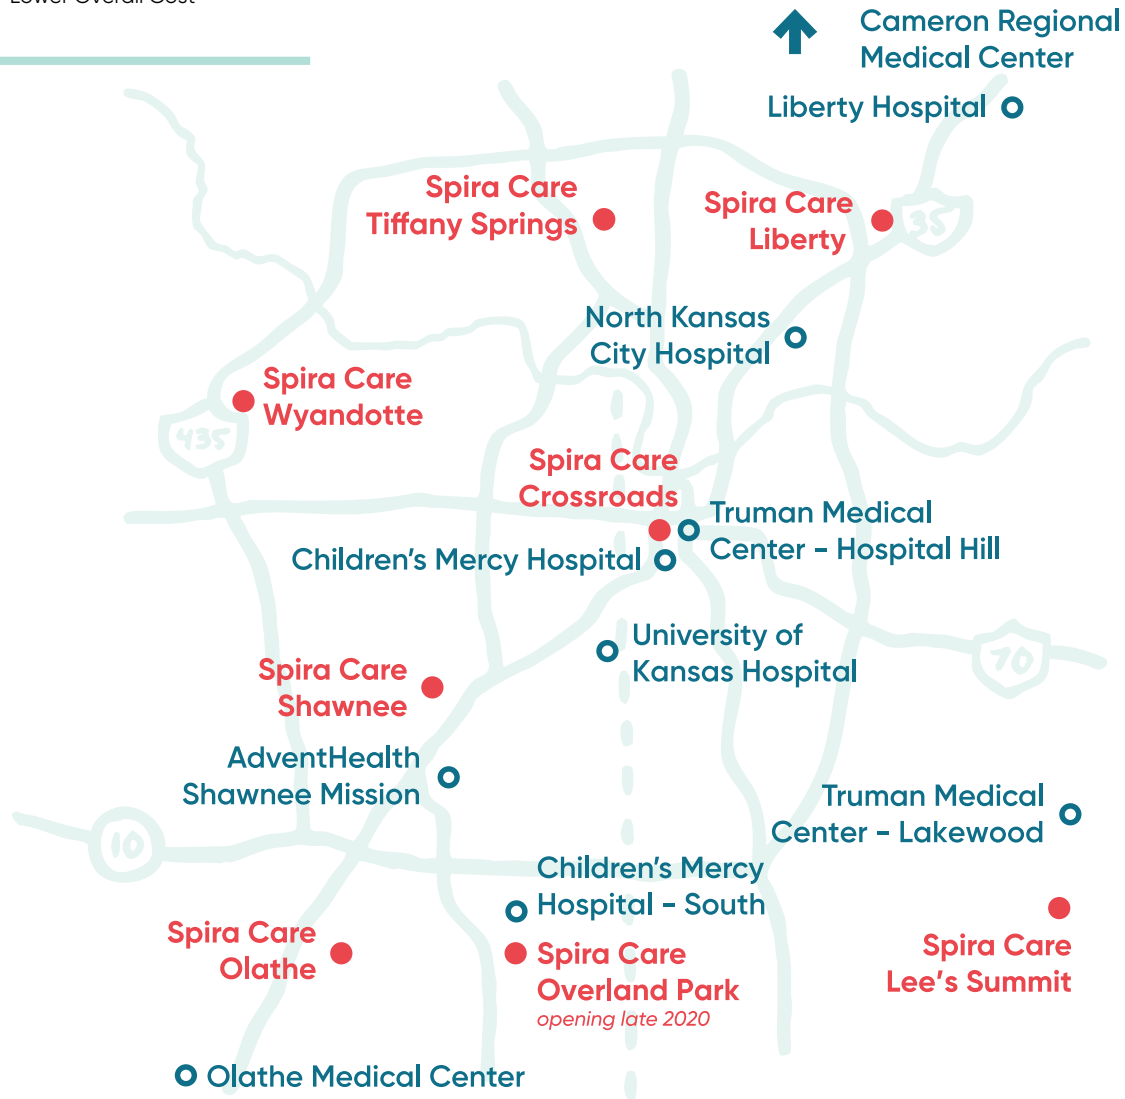 Lower Overall Cost
Cameron Regional
Medical Center
Liberty Hospital
Spira Care
Tiffany Springs
Spira Care
Liberty
35
North Kansas
City Hospital
Spira Care
Wyandotte
435
Spira Care
Crossroads
Truman Medical
Center - Hospital Hill
Children's Mercy Hospital
University of
Kansas Hospital
70
Spira Care
Shawnee
AdventHealth
Shawnee Mission
Truman Medical
Center - Lakewood
10
Children's Mercy
Hospital - South
Spira Care
Olathe
Spira Care
Overland Park
opening late 2020
Spira Care
Lee's Summit
Olathe Medical Center